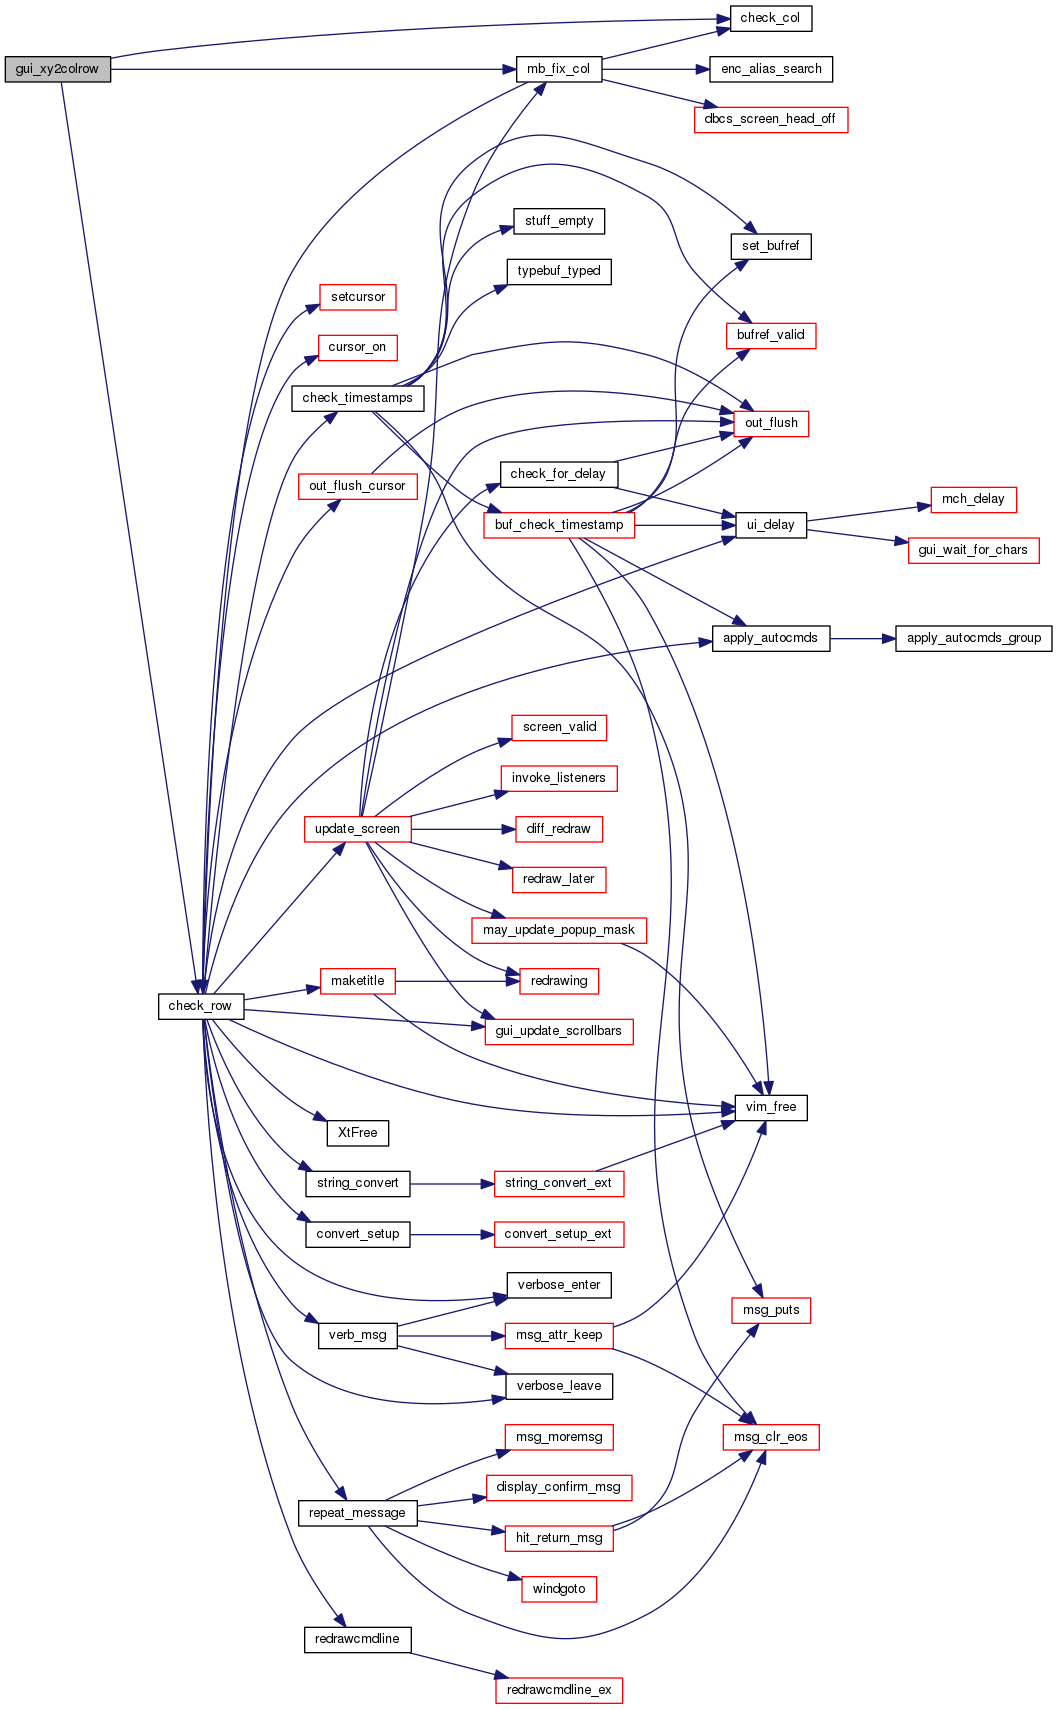 check_col
gui_xy2colrow
mb_fix_col
enc_alias_search
dbcs_screen_head_off
stuff_empty
set_bufref
typebuf_typed
setcursor
bufref_valid
cursor_on
check_timestamps
out_flush
check_for_delay
out_flush_cursor
mch_delay
buf_check_timestamp
ui_delay
gui_wait_for_chars
apply_autocmds
apply_autocmds_group
screen_valid
invoke_listeners
update_screen
diff_redraw
redraw_later
may_update_popup_mask
maketitle
redrawing
check_row
gui_update_scrollbars
vim_free
XtFree
string_convert
string_convert_ext
convert_setup
convert_setup_ext
verbose_enter
msg_puts
verb_msg
msg_attr_keep
verbose_leave
msg_moremsg
msg_clr_eos
display_confirm_msg
repeat_message
hit_return_msg
windgoto
redrawcmdline
redrawcmdline_ex